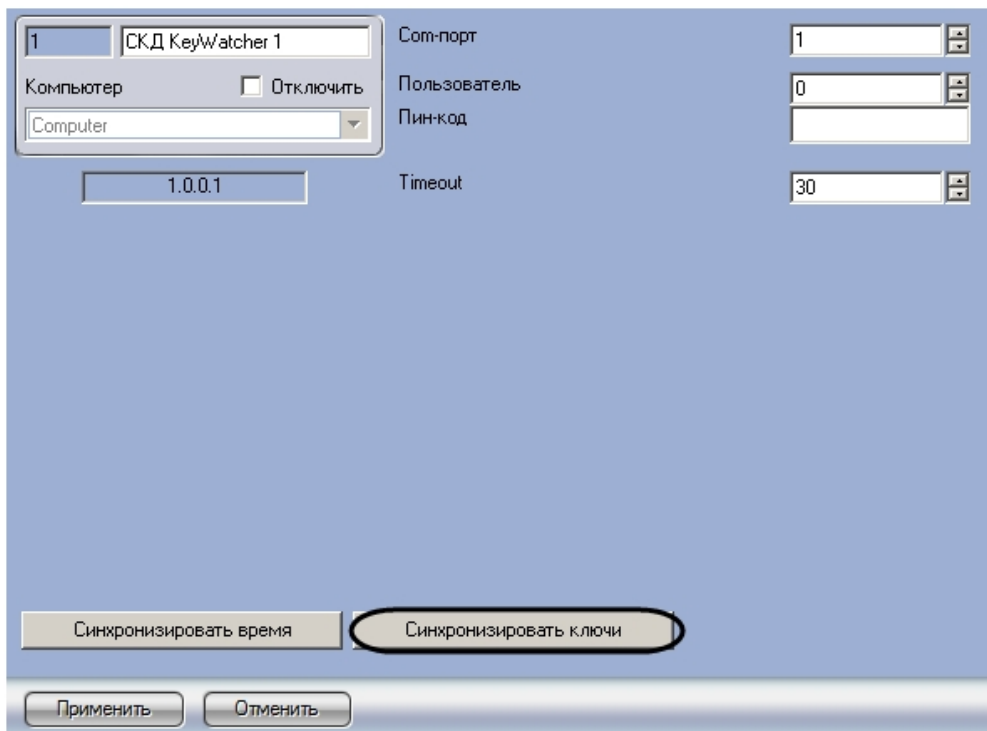 1 СКД KeyWatcher 1
Компьютер Отключить
Computer
1.0.0.1
Com-порт 1
Пользователь 0
Пин-код
Timeout 30
Синхронизировать время Синхронизировать ключи
Применить Отменить